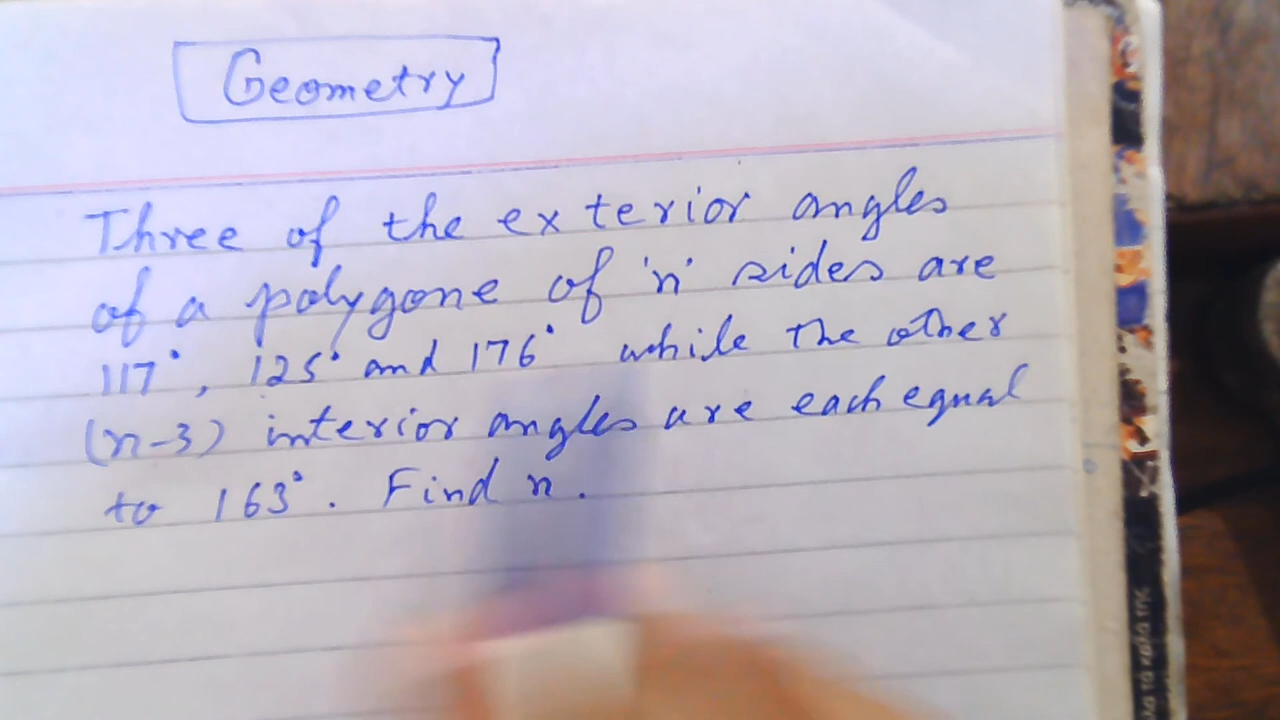 Geometry
Three of the exterior angles
of a polygone of 'n' sides are
117°, 125° and 176° while the other
(n-3) interior angles are each equal
to 163°. Find n.